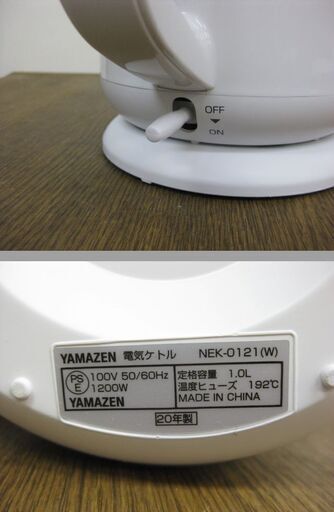 OFF
▼
ON
YAMAZEN 電気ケトル NEK-0121(W)
PS E 100V 50/60Hz 定格容量 1.0L
1200W 温度ヒューズ 192℃
YAMAZEN MADE IN CHINA
20年製